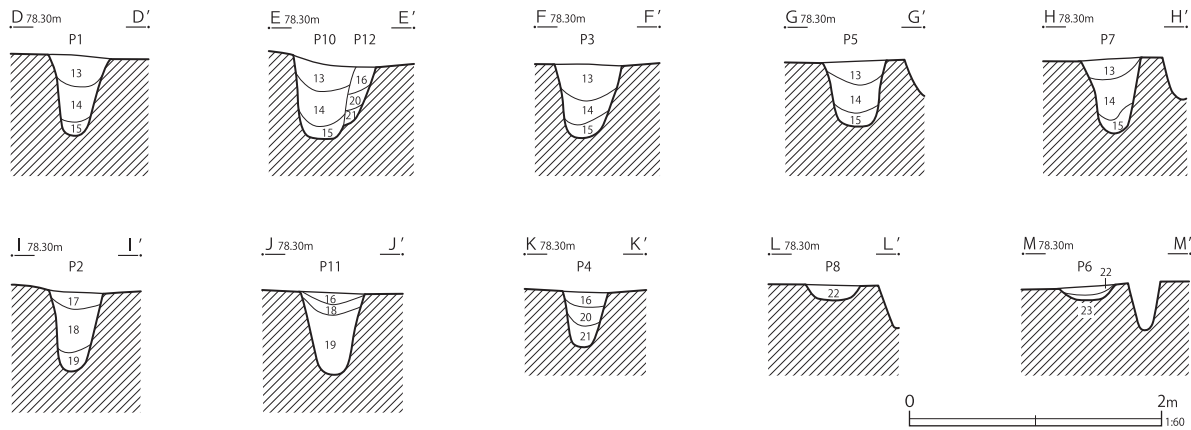 D 78.30m D′
P1
13
14
15
E 78.30m E′
P10 P12
13 16
14 20
21
15
F 78.30m F′
P3
13
14
15
G 78.30m G′
P5
13
14
15
H 78.30m H′
P7
13
14
15
I 78.30m I′
P2
17
18
19
J 78.30m J′
P11
16
18
19
K 78.30m K′
P4
16
20
21
L 78.30m L′
P8
22
M 78.30m M′
P6 22
23
0 2m
1:60